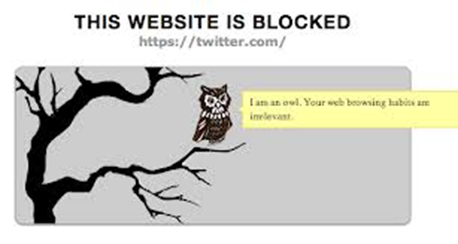 THIS WEBSITE IS BLOCKED
https://twitter.com/
I am an owl. Your web browsing habits are
irrelevant.